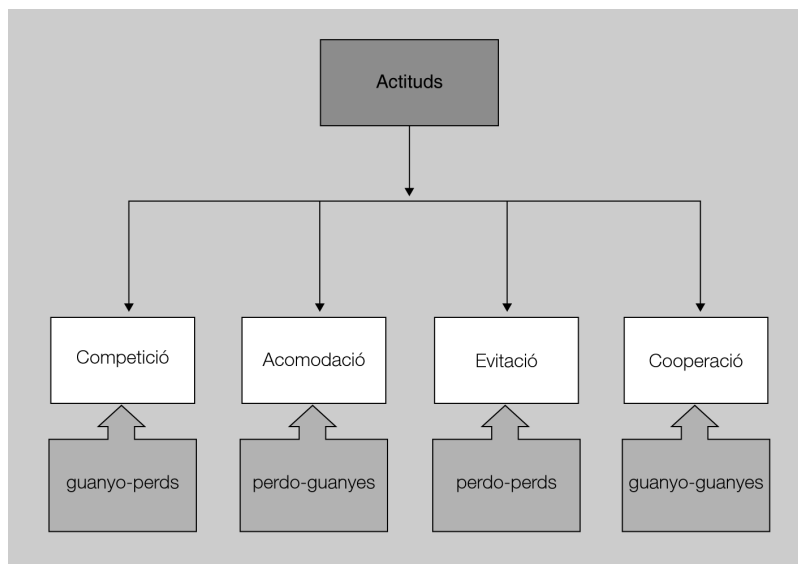 Actituds
Competició
Acomodació
Evitació
Cooperació
guanyo-perds
perdo-guanyes
perdo-perds
guanyo-guanyes